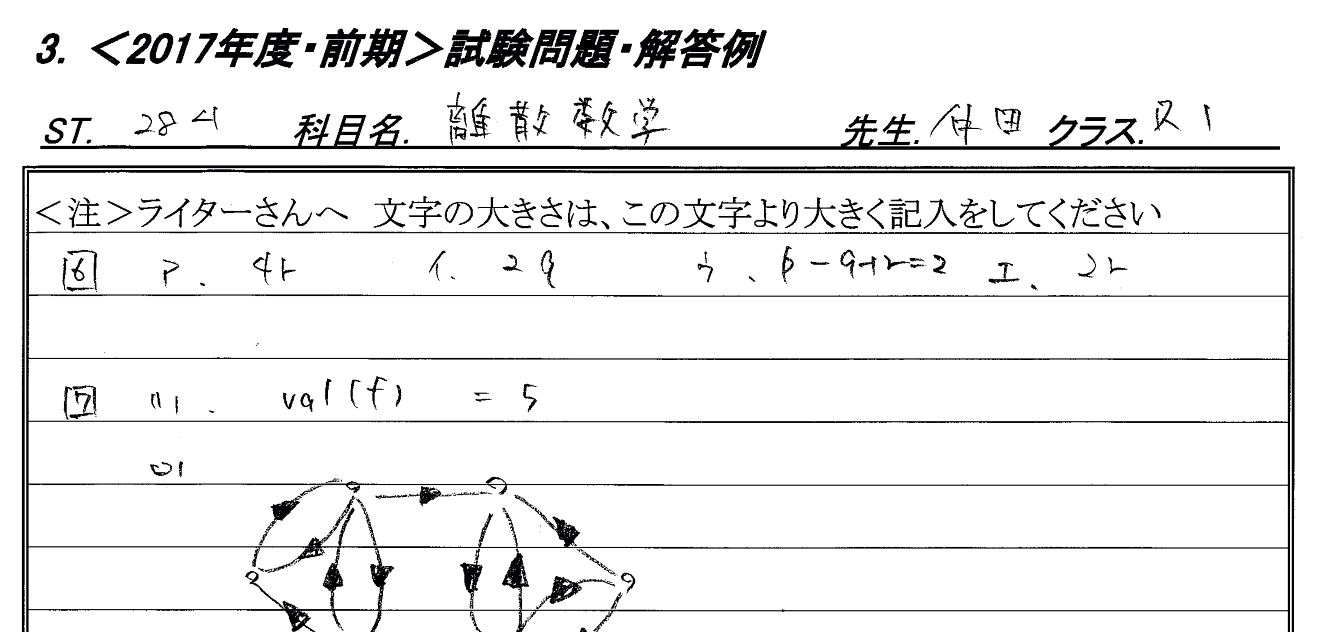 3. ＜2017年度・前期＞試験問題・解答例
ST. 284 科目名. 離散数学 先生. 仲田 クラス. R1
＜注＞ライターさんへ 文字の大きさは、この文字より大きく記入をしてください
6 ア. 4r イ. 2q ウ. p-q+r=2 エ. 2r
7 (1). val(f) = 5
(2)